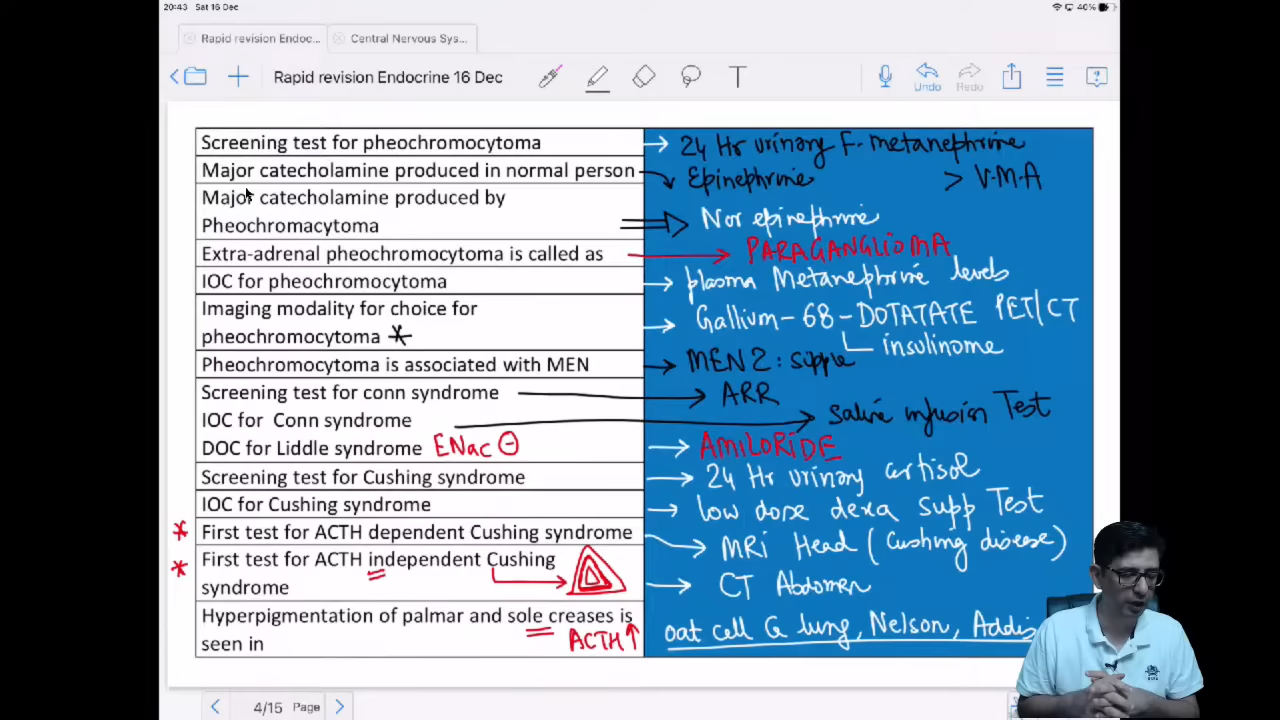 20:43 Sat 16 Dec
40%
Rapid revision Endoc...
Central Nervous Sys...
Rapid revision Endocrine 16 Dec
T
Undo
Redo
Screening test for pheochromocytoma → 24 Hr urinary F. metanephrine
Major catecholamine produced in normal person → Epinephrine > V.M.A
Major catecholamine produced by
Pheochromacytoma ⇒ Nor epinephrine
Extra-adrenal pheochromocytoma is called as → PARAGANGLIOMA
IOC for pheochromocytoma → plasma Metanephrine levels
Imaging modality for choice for
pheochromocytoma * → Gallium-68-DOTATATE PET/CT
insulinome
Pheochromocytoma is associated with MEN → MEN 2: sipple
Screening test for conn syndrome → ARR
IOC for Conn syndrome → Saline infusion Test
DOC for Liddle syndrome ENac ⊖ → AMILORIDE
Screening test for Cushing syndrome → 24 Hr urinary cortisol
IOC for Cushing syndrome → low dose dexa supp Test
* First test for ACTH dependent Cushing syndrome → MRi Head (Cushing disease)
* First test for ACTH independent Cushing
syndrome → CT Abdomen
Hyperpigmentation of palmar and sole creases is
seen in ACTH↑ oat cell Ca lung, Nelson, Addis
4/15 Page